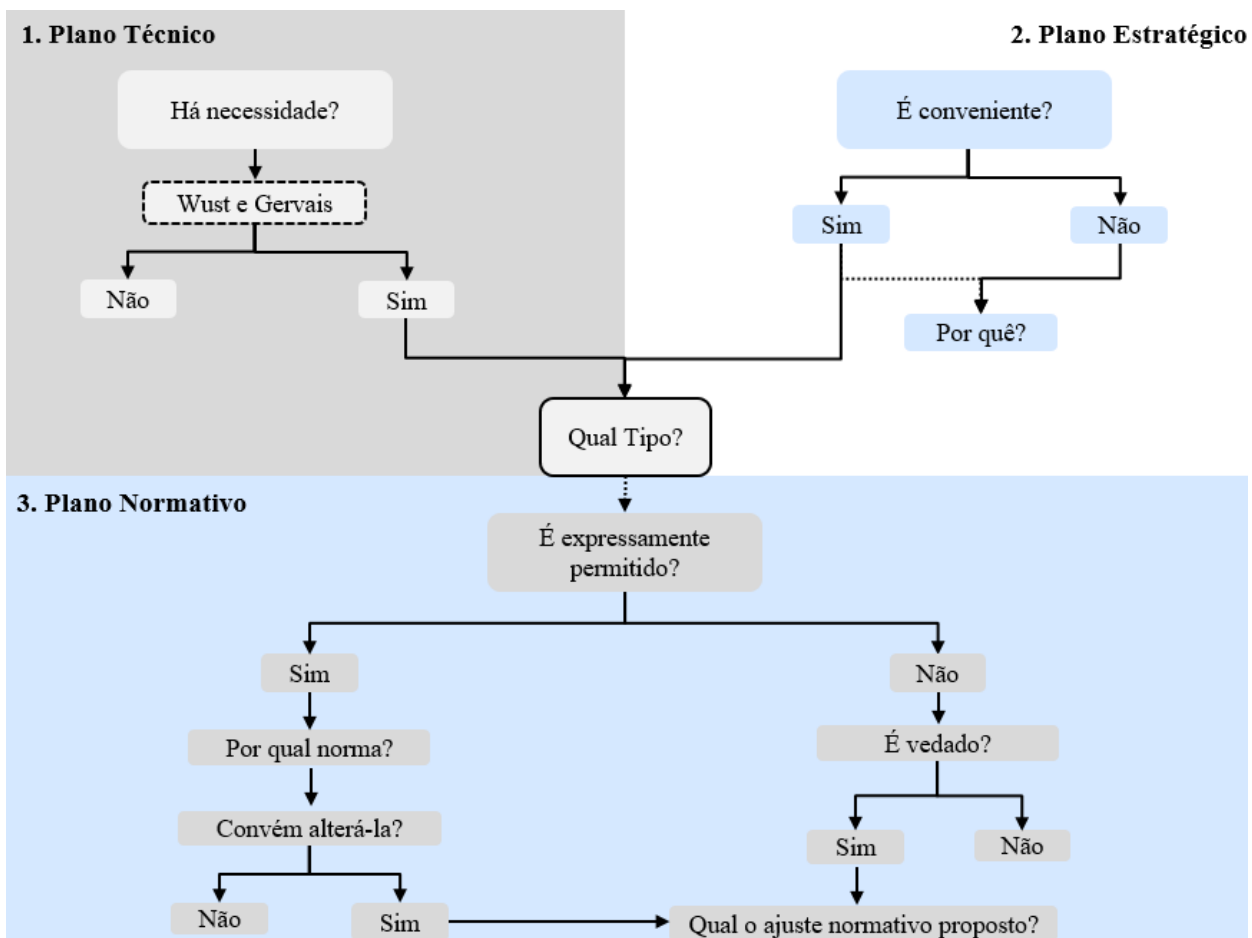 1. Plano Técnico
Há necessidade?
Wust e Gervais
Não
Sim
2. Plano Estratégico
É conveniente?
Sim
Não
Por quê?
Qual Tipo?
3. Plano Normativo
É expressamente
permitido?
Sim
Não
Por qual norma?
É vedado?
Convém alterá-la?
Sim
Não
Não
Sim
Qual o ajuste normativo proposto?